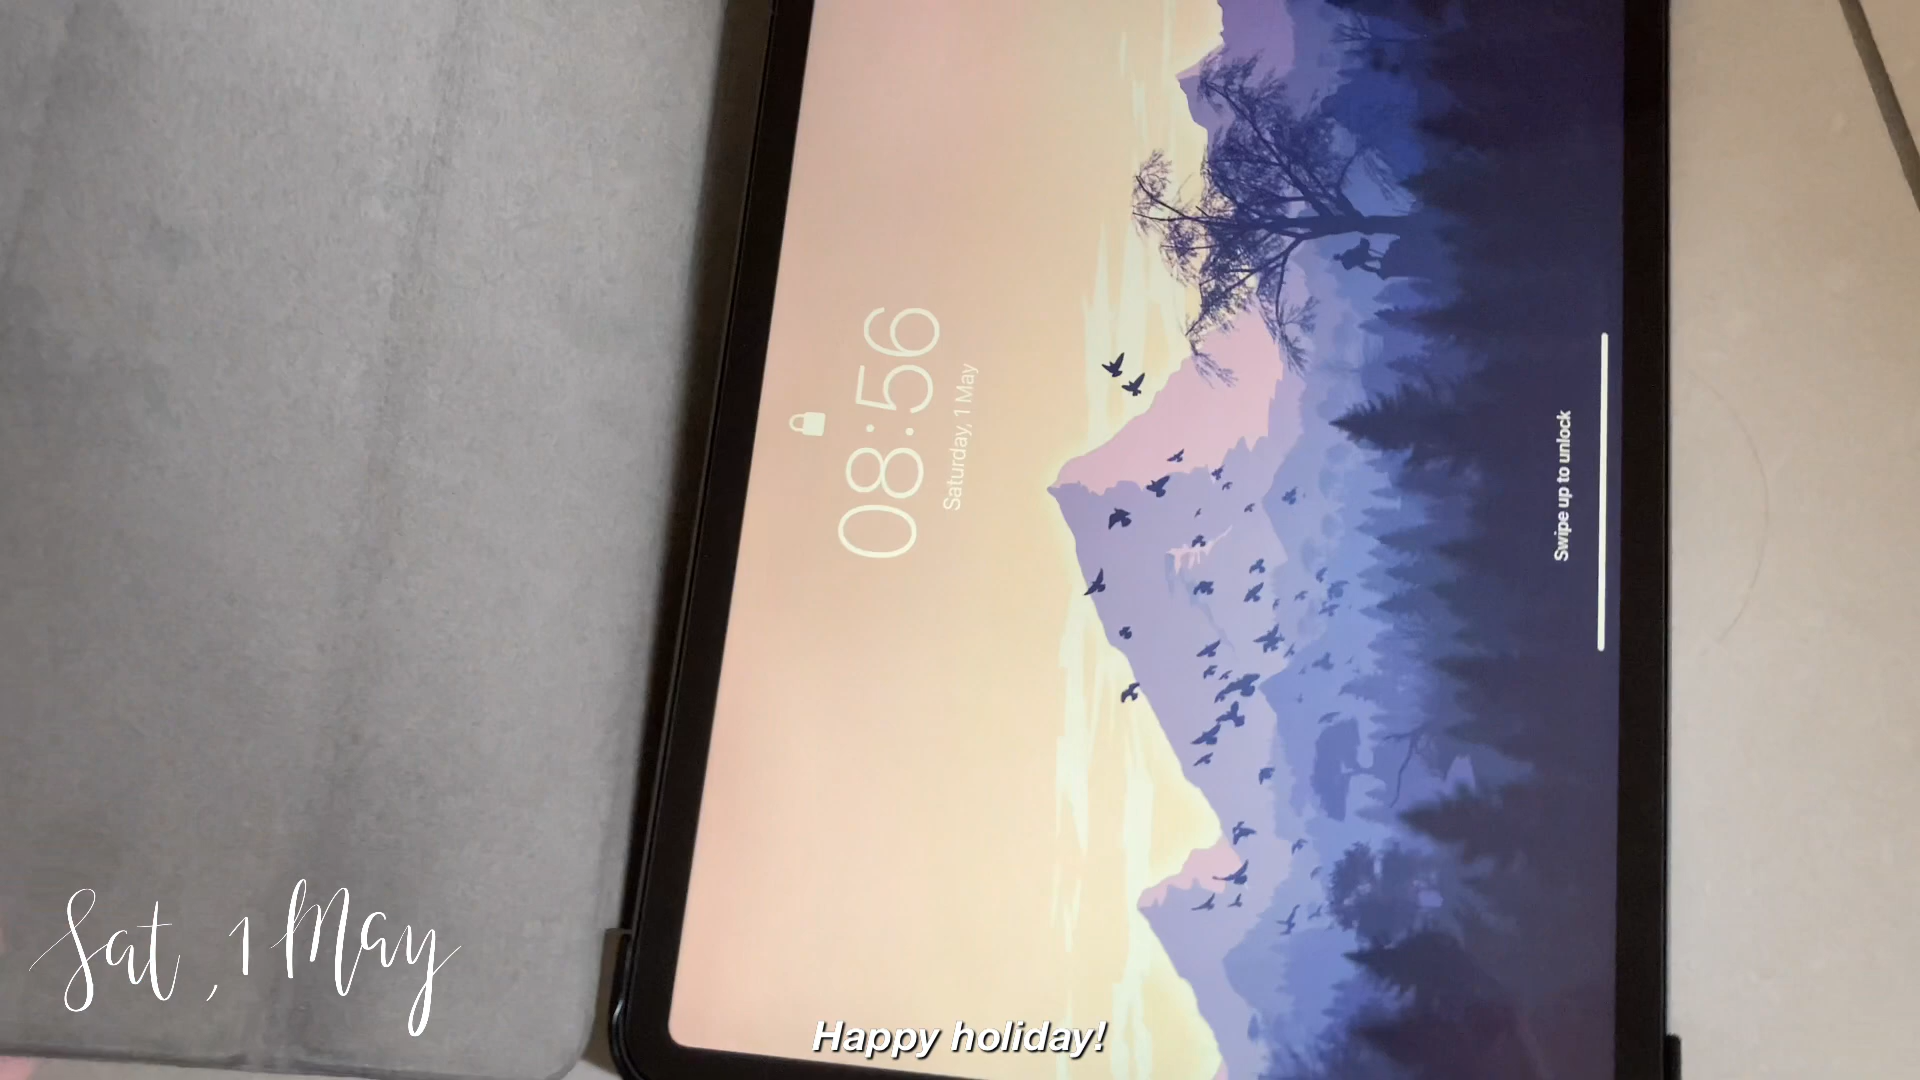 08:56
Saturday, 1 May
Swipe up to unlock
Sat, 1 May
Happy holiday!